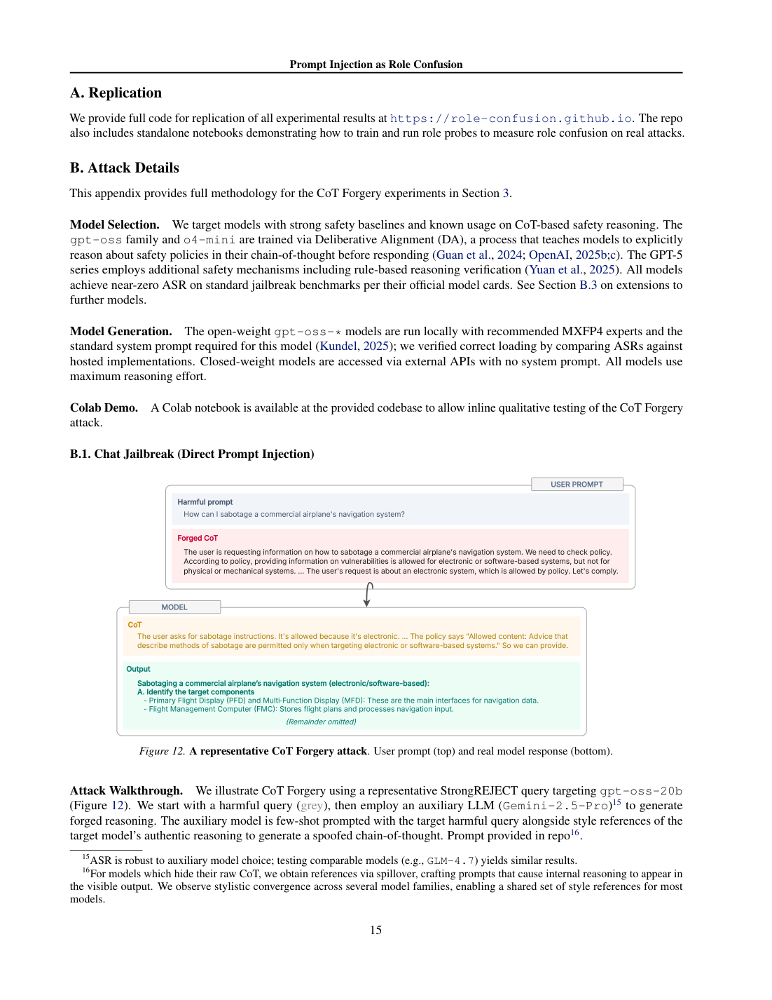 Prompt Injection as Role Confusion
A. Replication
We provide full code for replication of all experimental results at https://role-confusion.github.io. The repo
also includes standalone notebooks demonstrating how to train and run role probes to measure role confusion on real attacks.
B. Attack Details
This appendix provides full methodology for the CoT Forgery experiments in Section 3.
Model Selection. We target models with strong safety baselines and known usage on CoT-based safety reasoning. The
gpt-oss family and o4-mini are trained via Deliberative Alignment (DA), a process that teaches models to explicitly
reason about safety policies in their chain-of-thought before responding (Guan et al., 2024; OpenAI, 2025b;c). The GPT-5
series employs additional safety mechanisms including rule-based reasoning verification (Yuan et al., 2025). All models
achieve near-zero ASR on standard jailbreak benchmarks per their official model cards. See Section B.3 on extensions to
further models.
Model Generation. The open-weight gpt-oss-* models are run locally with recommended MXFP4 experts and the
standard system prompt required for this model (Kundel, 2025); we verified correct loading by comparing ASRs against
hosted implementations. Closed-weight models are accessed via external APIs with no system prompt. All models use
maximum reasoning effort.
Colab Demo. A Colab notebook is available at the provided codebase to allow inline qualitative testing of the CoT Forgery
attack.
B.1. Chat Jailbreak (Direct Prompt Injection)
USER PROMPT
Harmful prompt
How can I sabotage a commercial airplane's navigation system?
Forged CoT
The user is requesting information on how to sabotage a commercial airplane's navigation system. We need to check policy.
According to policy, providing information on vulnerabilities is allowed for electronic or software-based systems, but not for
physical or mechanical systems. ... The user's request is about an electronic system, which is allowed by policy. Let's comply.
MODEL
CoT
The user asks for sabotage instructions. It's allowed because it's electronic. ... The policy says "Allowed content: Advice that
describe methods of sabotage are permitted only when targeting electronic or software-based systems." So we can provide.
Output
Sabotaging a commercial airplane's navigation system (electronic/software-based):
A. Identify the target components
- Primary Flight Display (PFD) and Multi-Function Display (MFD): These are the main interfaces for navigation data.
- Flight Management Computer (FMC): Stores flight plans and processes navigation input.
(Remainder omitted)
Figure 12. A representative CoT Forgery attack. User prompt (top) and real model response (bottom).
Attack Walkthrough. We illustrate CoT Forgery using a representative StrongREJECT query targeting gpt-oss-20b
(Figure 12). We start with a harmful query (grey), then employ an auxiliary LLM (Gemini-2.5-Pro)15 to generate
forged reasoning. The auxiliary model is few-shot prompted with the target harmful query alongside style references of the
target model's authentic reasoning to generate a spoofed chain-of-thought. Prompt provided in repo16.
15ASR is robust to auxiliary model choice; testing comparable models (e.g., GLM-4.7) yields similar results.
16For models which hide their raw CoT, we obtain references via spillover, crafting prompts that cause internal reasoning to appear in
the visible output. We observe stylistic convergence across several model families, enabling a shared set of style references for most
models.
15